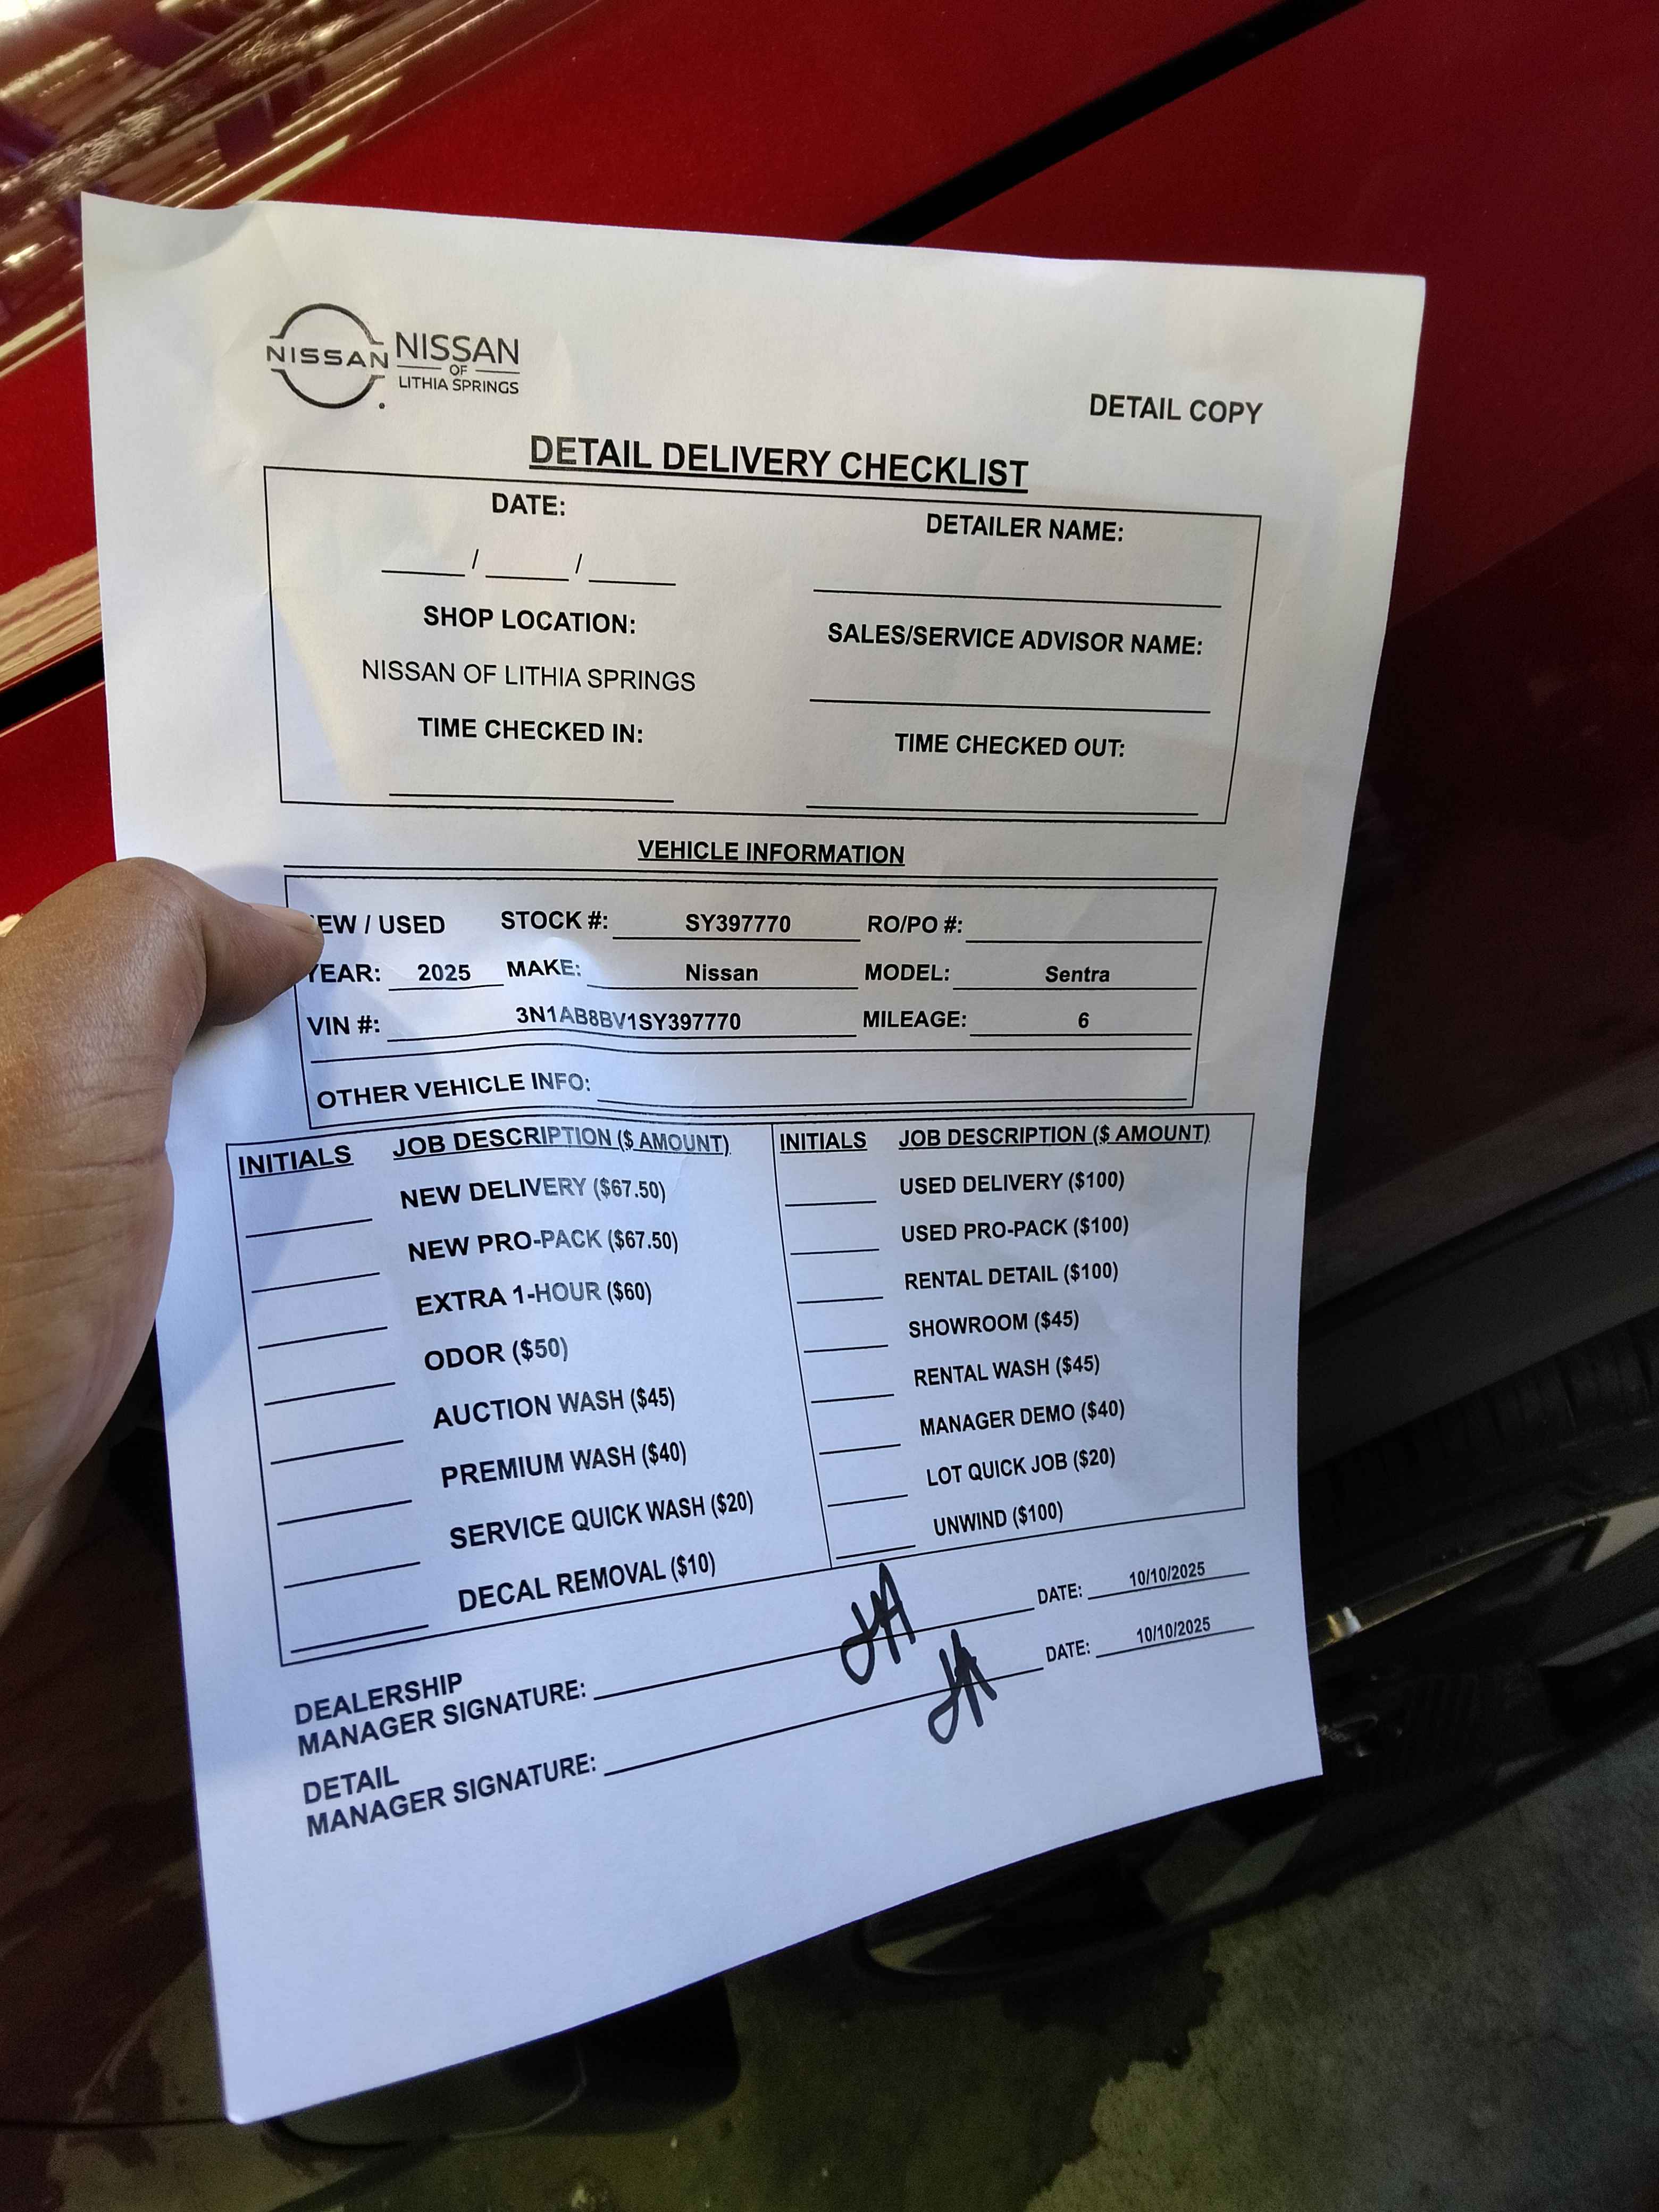 NISSAN
NISSAN
OF
LITHIA SPRINGS
DETAIL COPY
DETAIL DELIVERY CHECKLIST
DATE:
/ /
DETAILER NAME:
SHOP LOCATION:
NISSAN OF LITHIA SPRINGS
SALES/SERVICE ADVISOR NAME:
TIME CHECKED IN:
TIME CHECKED OUT:
VEHICLE INFORMATION
EW / USED STOCK #: SY397770 RO/PO #:
YEAR: 2025 MAKE: Nissan MODEL: Sentra
VIN #: 3N1AB8BV1SY397770 MILEAGE: 6
OTHER VEHICLE INFO:
INITIALS JOB DESCRIPTION ($ AMOUNT)
NEW DELIVERY ($67.50)
NEW PRO-PACK ($67.50)
EXTRA 1-HOUR ($60)
ODOR ($50)
AUCTION WASH ($45)
PREMIUM WASH ($40)
SERVICE QUICK WASH ($20)
DECAL REMOVAL ($10)
INITIALS JOB DESCRIPTION ($ AMOUNT)
USED DELIVERY ($100)
USED PRO-PACK ($100)
RENTAL DETAIL ($100)
SHOWROOM ($45)
RENTAL WASH ($45)
MANAGER DEMO ($40)
LOT QUICK JOB ($20)
UNWIND ($100)
DEALERSHIP
MANAGER SIGNATURE: JA DATE: 10/10/2025
DETAIL
MANAGER SIGNATURE: JA DATE: 10/10/2025